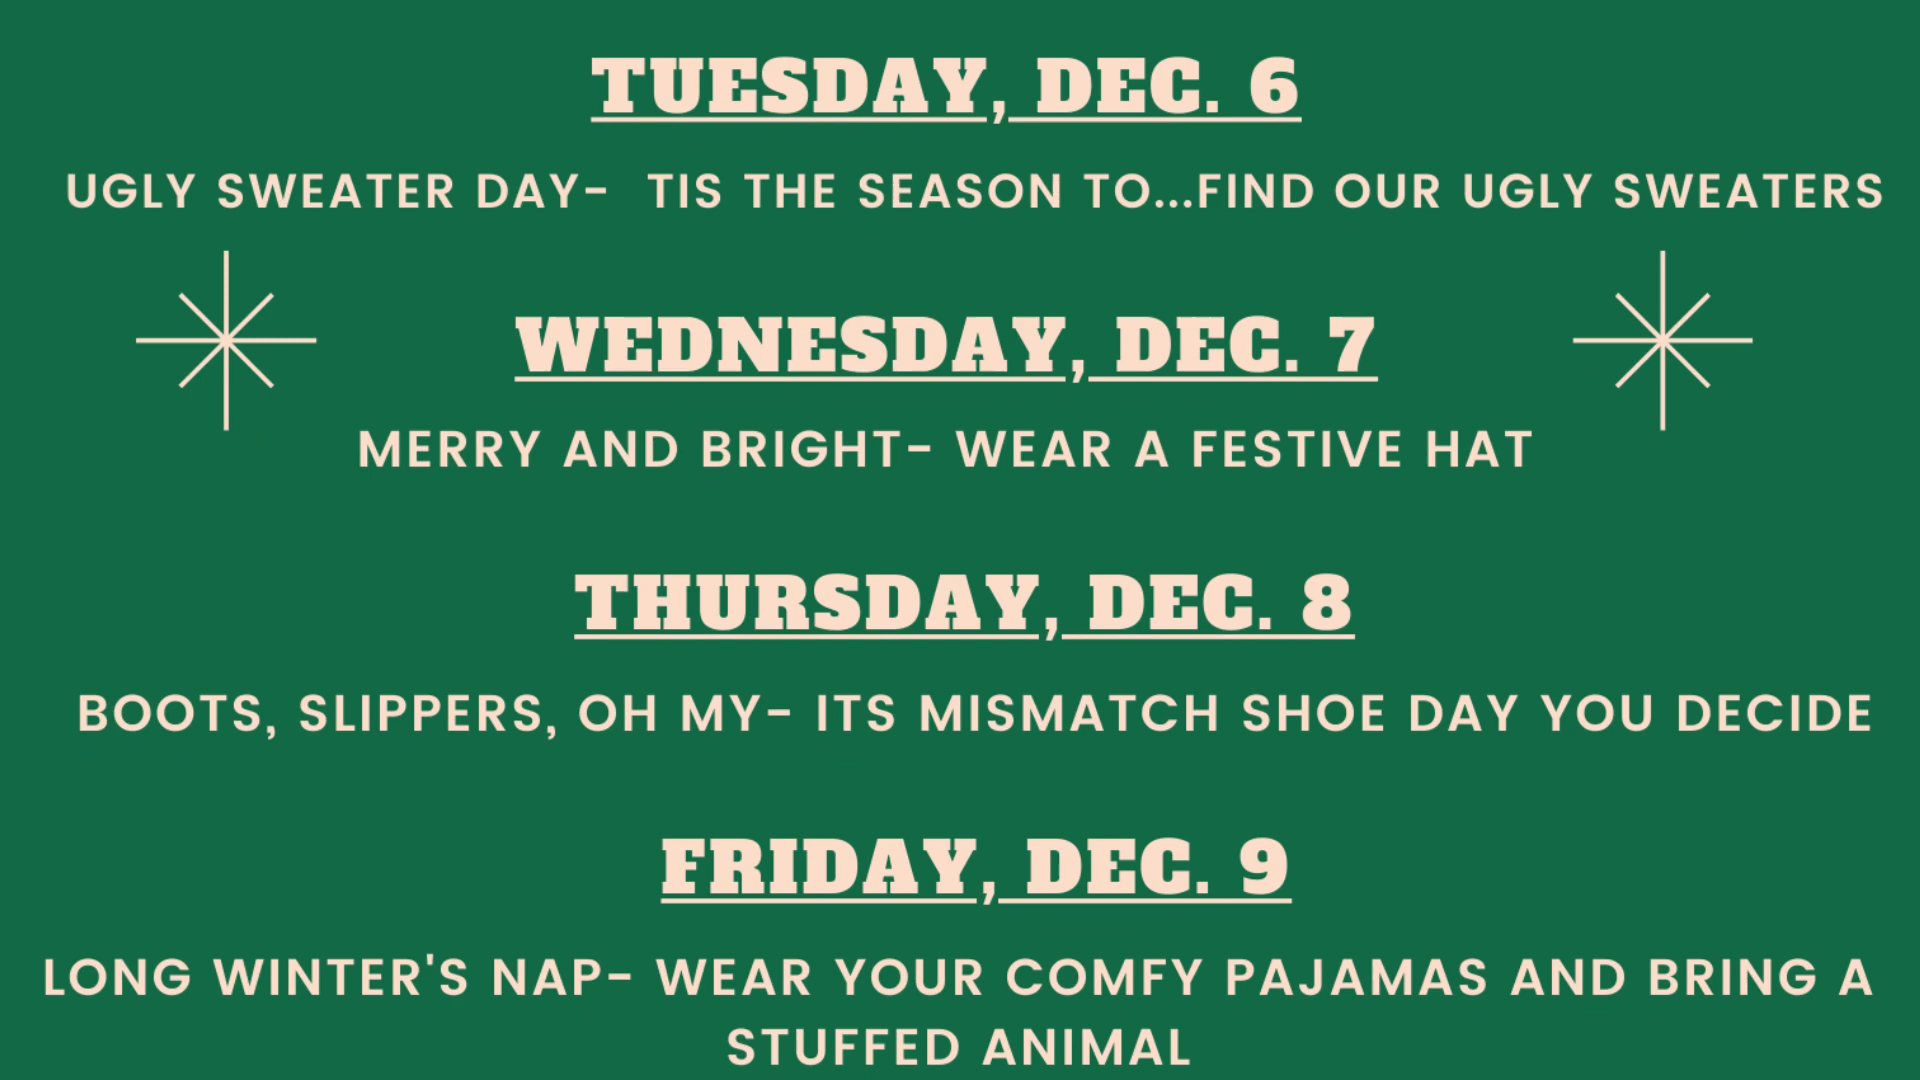 TUESDAY, DEC. 6
UGLY SWEATER DAY- TIS THE SEASON TO...FIND OUR UGLY SWEATERS
WEDNESDAY, DEC. 7
MERRY AND BRIGHT- WEAR A FESTIVE HAT
THURSDAY, DEC. 8
BOOTS, SLIPPERS, OH MY- ITS MISMATCH SHOE DAY YOU DECIDE
FRIDAY, DEC. 9
LONG WINTER'S NAP- WEAR YOUR COMFY PAJAMAS AND BRING A
STUFFED ANIMAL